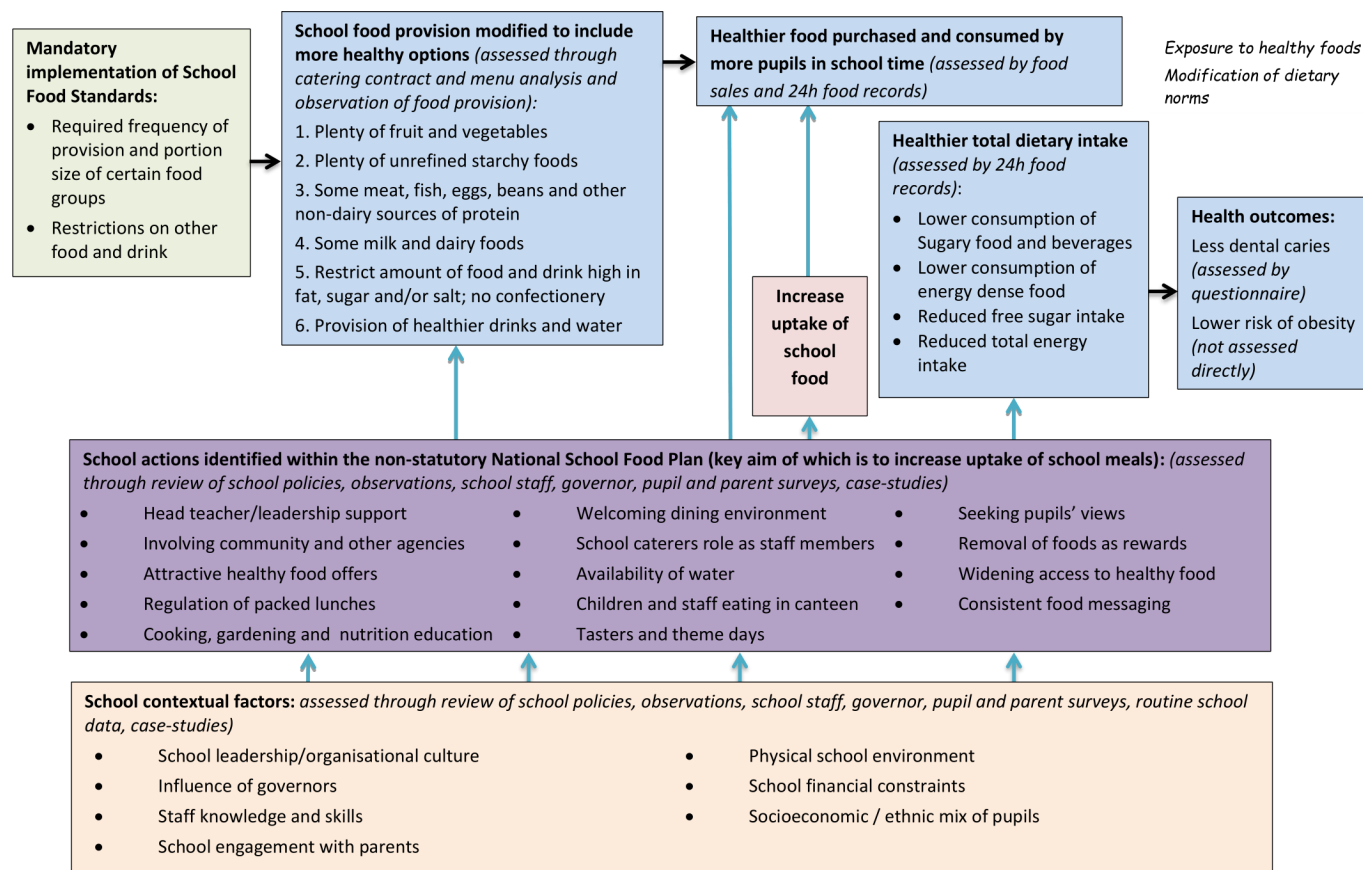 Mandatory
implementation of School
Food Standards:
• Required frequency of
provision and portion
size of certain food
groups
• Restrictions on other
food and drink
School food provision modified to include
more healthy options (assessed through
catering contract and menu analysis and
observation of food provision):
1. Plenty of fruit and vegetables
2. Plenty of unrefined starchy foods
3. Some meat, fish, eggs, beans and other
non-dairy sources of protein
4. Some milk and dairy foods
5. Restrict amount of food and drink high in
fat, sugar and/or salt; no confectionery
6. Provision of healthier drinks and water
Healthier food purchased and consumed by
more pupils in school time (assessed by food
sales and 24h food records)
Exposure to healthy foods
Modification of dietary
norms
Increase
uptake of
school
food
Healthier total dietary intake
(assessed by 24h food
records):
• Lower consumption of
Sugary food and beverages
• Lower consumption of
energy dense food
• Reduced free sugar intake
• Reduced total energy
intake
Health outcomes:
Less dental caries
(assessed by
questionnaire)
Lower risk of obesity
(not assessed
directly)
School actions identified within the non-statutory National School Food Plan (key aim of which is to increase uptake of school meals): (assessed
through review of school policies, observations, school staff, governor, pupil and parent surveys, case-studies)
• Head teacher/leadership support
• Involving community and other agencies
• Attractive healthy food offers
• Regulation of packed lunches
• Cooking, gardening and nutrition education
• Welcoming dining environment
• School caterers role as staff members
• Availability of water
• Children and staff eating in canteen
• Tasters and theme days
• Seeking pupils' views
• Removal of foods as rewards
• Widening access to healthy food
• Consistent food messaging
School contextual factors: assessed through review of school policies, observations, school staff, governor, pupil and parent surveys, routine school
data, case-studies)
• School leadership/organisational culture
• Influence of governors
• Staff knowledge and skills
• School engagement with parents
• Physical school environment
• School financial constraints
• Socioeconomic / ethnic mix of pupils